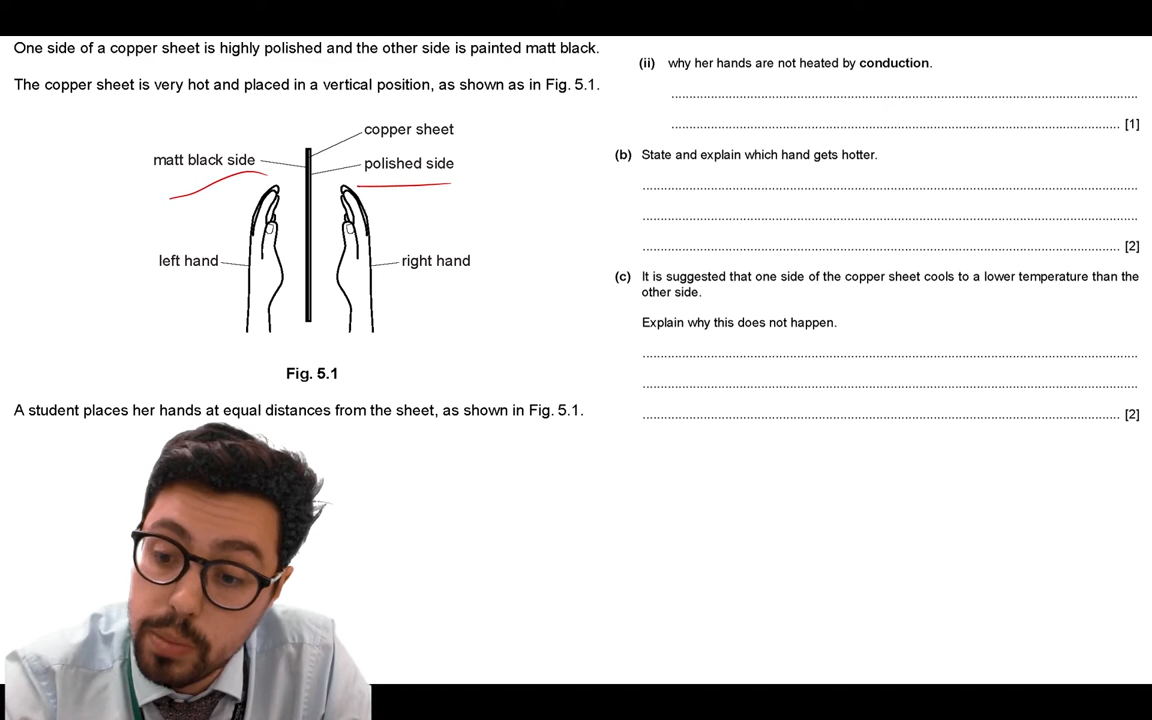 One side of a copper sheet is highly polished and the other side is painted matt black.
The copper sheet is very hot and placed in a vertical position, as shown as in Fig. 5.1.
copper sheet
matt black side
polished side
left hand
right hand
Fig. 5.1
A student places her hands at equal distances from the sheet, as shown in Fig. 5.1.
(ii) why her hands are not heated by conduction.
[1]
(b) State and explain which hand gets hotter.
[2]
(c) It is suggested that one side of the copper sheet cools to a lower temperature than the
other side.
Explain why this does not happen.
[2]